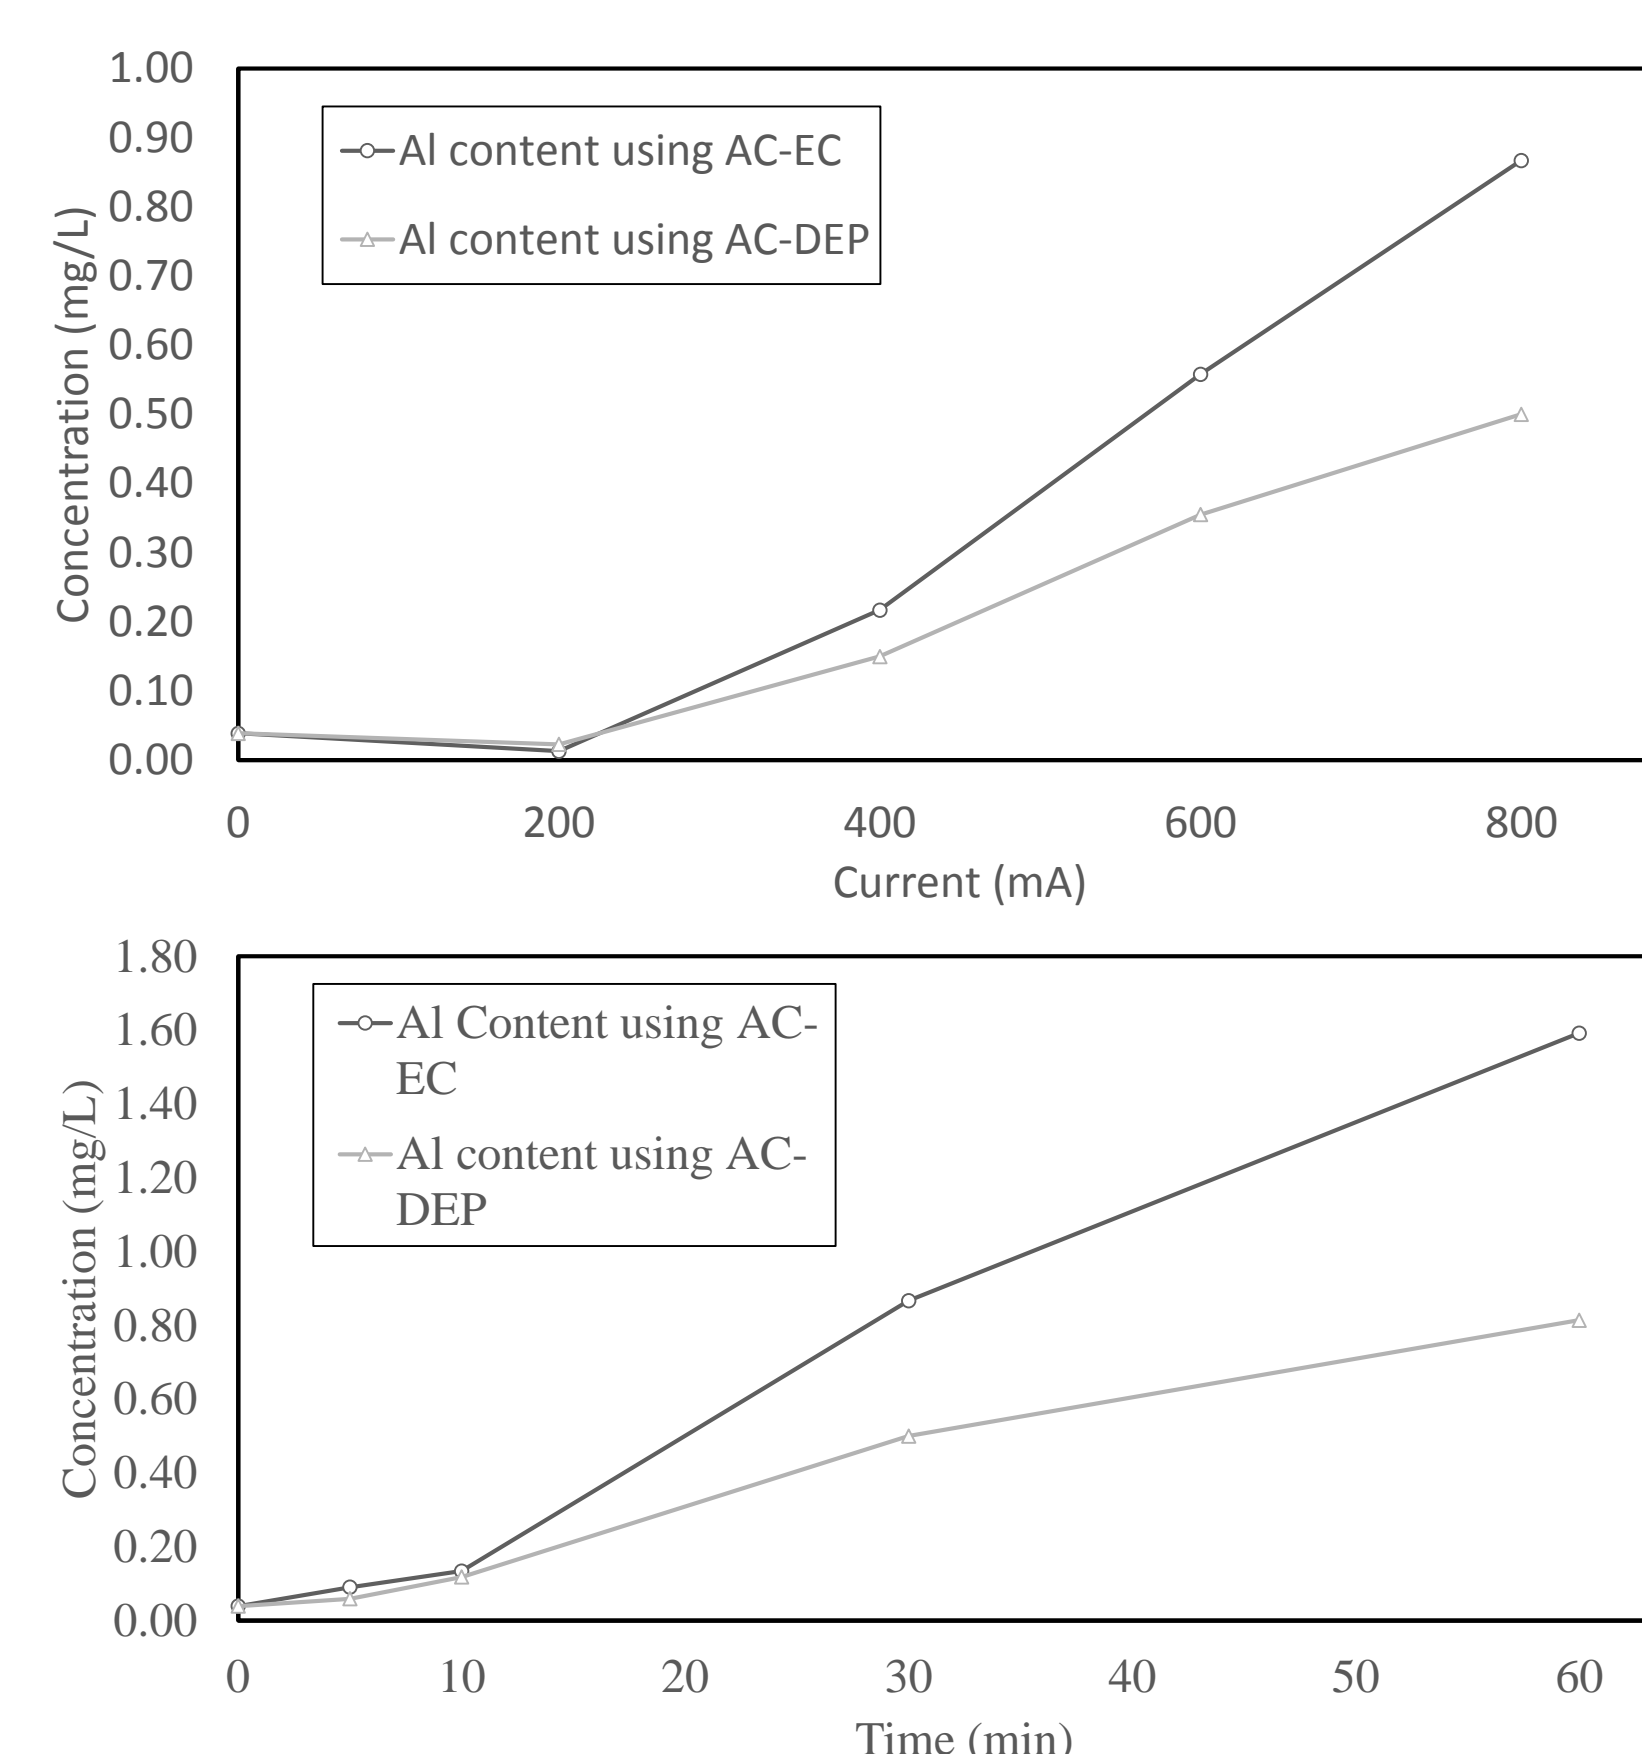 1.00
0.90
0.80
0.70
0.60
0.50
0.40
0.30
0.20
0.10
0.00
Concentration (mg/L)
Al content using AC-EC
Al content using AC-DEP
0 200 400 600 800
Current (mA)
1.80
1.60
1.40
1.20
1.00
0.80
0.60
0.40
0.20
0.00
Concentration (mg/L)
Al Content using AC-
EC
Al content using AC-
DEP
0 10 20 30 40 50 60
Time (min)